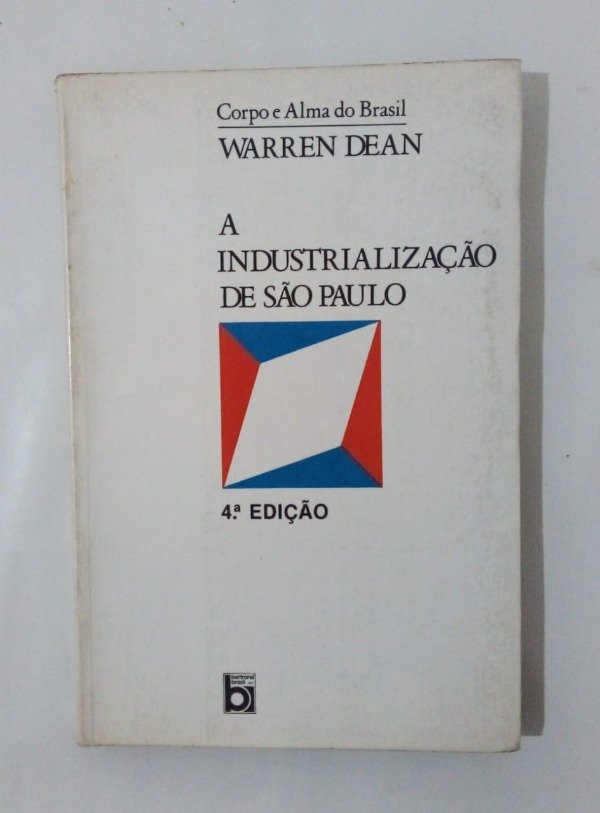 Corpo e Alma do Brasil
WARREN DEAN
A
INDUSTRIALIZAÇÃO
DE SÃO PAULO
4.ª EDIÇÃO
bertrand
brasil